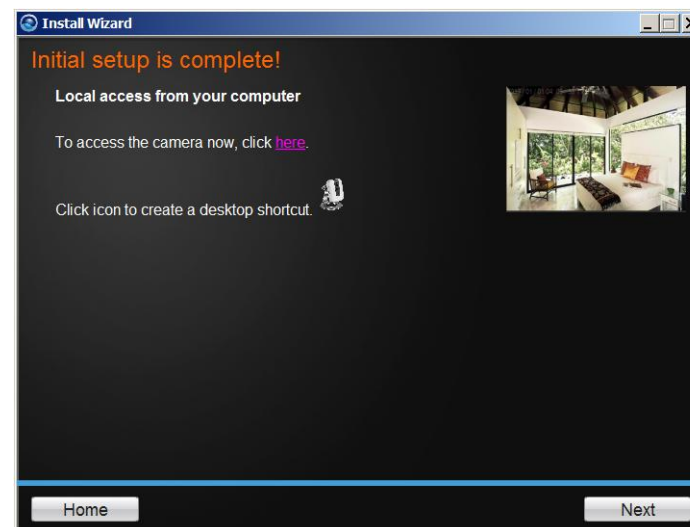 Install Wizard
Initial setup is complete!
Local access from your computer
To access the camera now, click here.
Click icon to create a desktop shortcut.
Home
Next